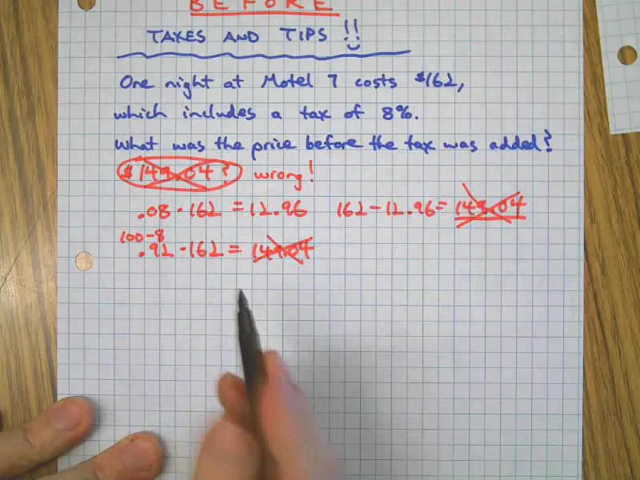 BEFORE
TAXES AND TIPS !!
One night at Motel 7 costs $162,
which includes a tax of 8%.
What was the price before the tax was added?
$149.04? wrong!
.08 · 162 = 12.96 162 - 12.96 = 149.04
100-8
.92 · 162 = 149.04